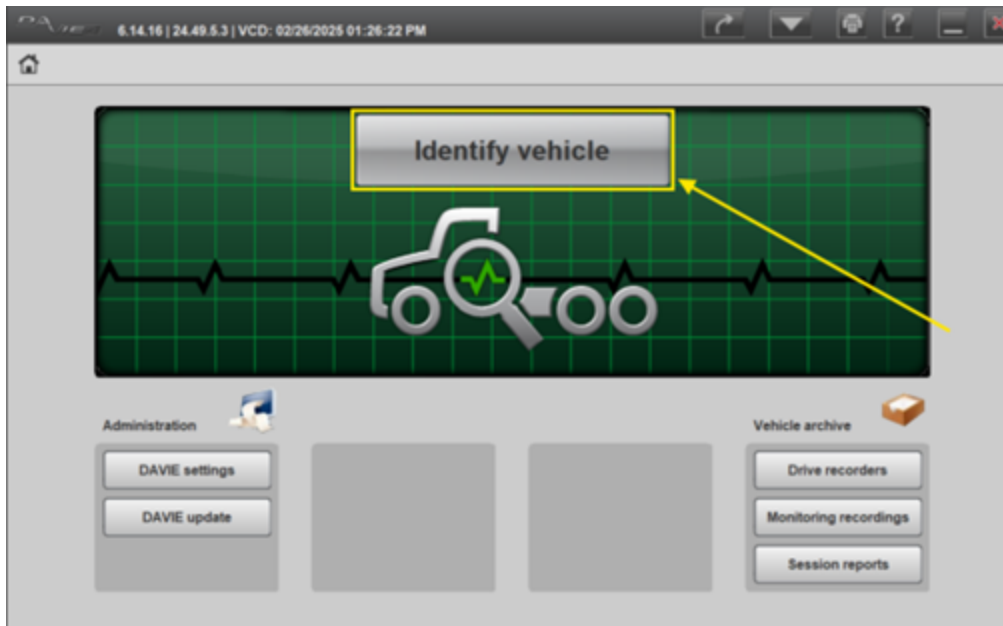 DAVIE 6.14.16 | 24.49.5.3 | VCD: 02/26/2025 01:26:22 PM
?
Identify vehicle
Administration
Vehicle archive
DAVIE settings
Drive recorders
DAVIE update
Monitoring recordings
Session reports